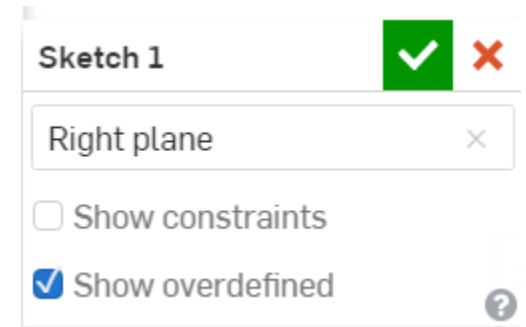 Sketch 1
Right plane
Show constraints
Show overdefined
?